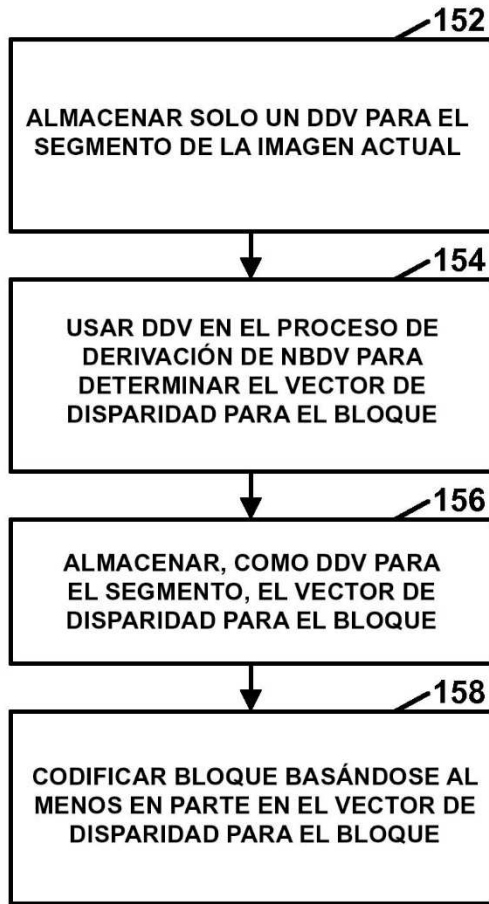 152
ALMACENAR SOLO UN DDV PARA EL
SEGMENTO DE LA IMAGEN ACTUAL
154
USAR DDV EN EL PROCESO DE
DERIVACIÓN DE NBDV PARA
DETERMINAR EL VECTOR DE
DISPARIDAD PARA EL BLOQUE
156
ALMACENAR, COMO DDV PARA
EL SEGMENTO, EL VECTOR DE
DISPARIDAD PARA EL BLOQUE
158
CODIFICAR BLOQUE BASÁNDOSE AL
MENOS EN PARTE EN EL VECTOR DE
DISPARIDAD PARA EL BLOQUE